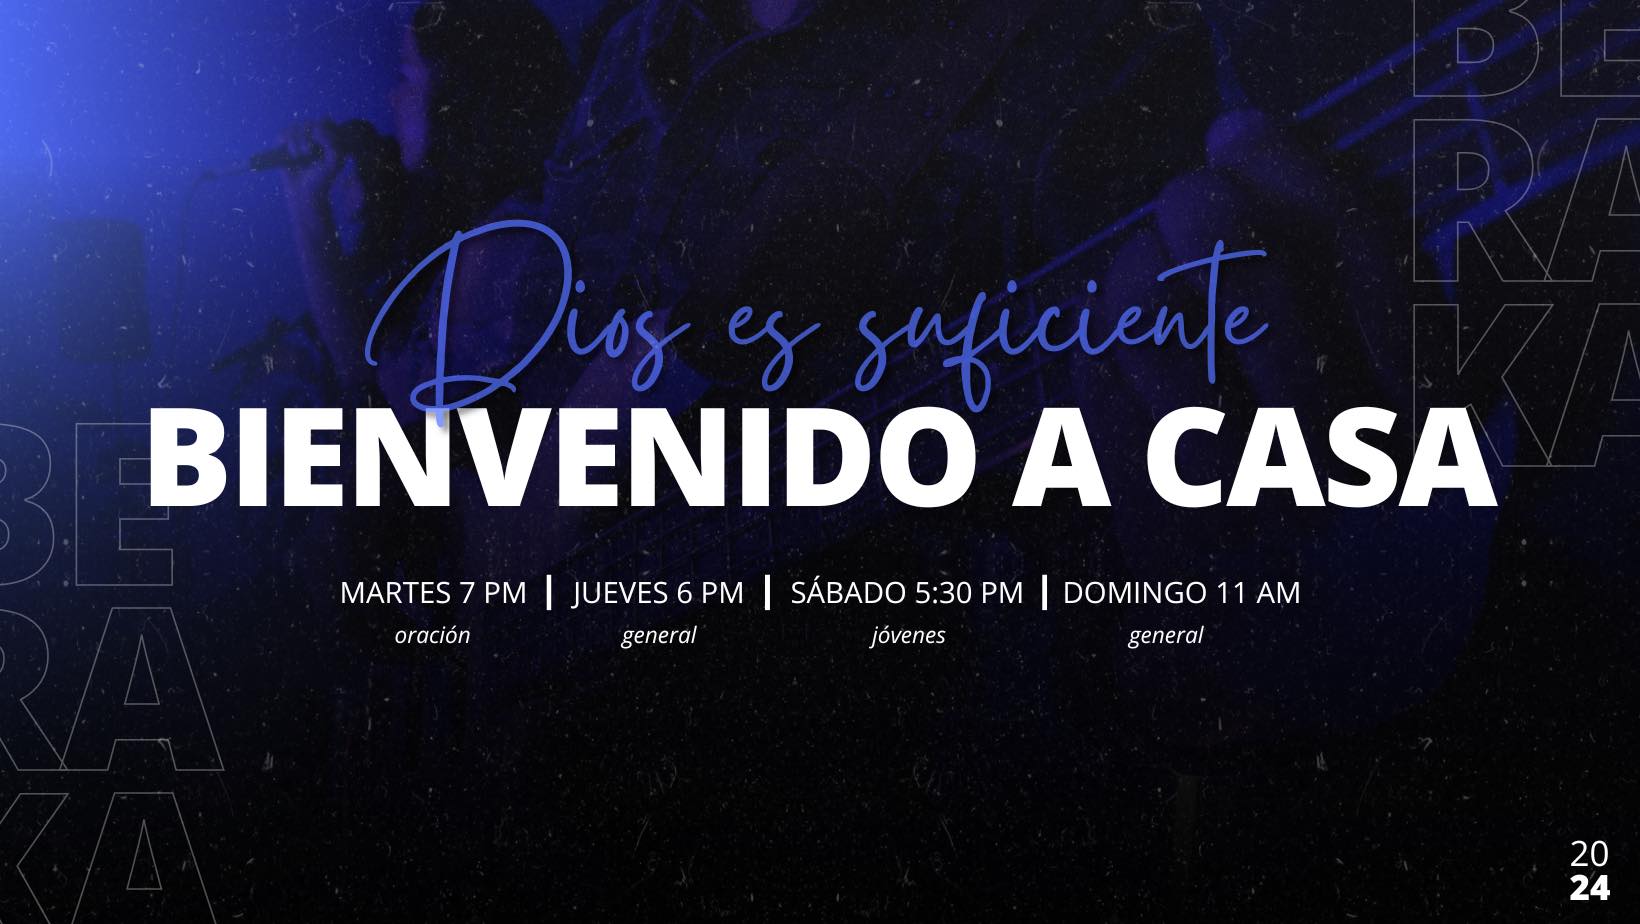 BE
RA
KA
Dios es suficiente
BIENVENIDO A CASA
BE
RA
KA
MARTES 7 PM | JUEVES 6 PM | SÁBADO 5:30 PM | DOMINGO 11 AM
oración general jóvenes general
20
24